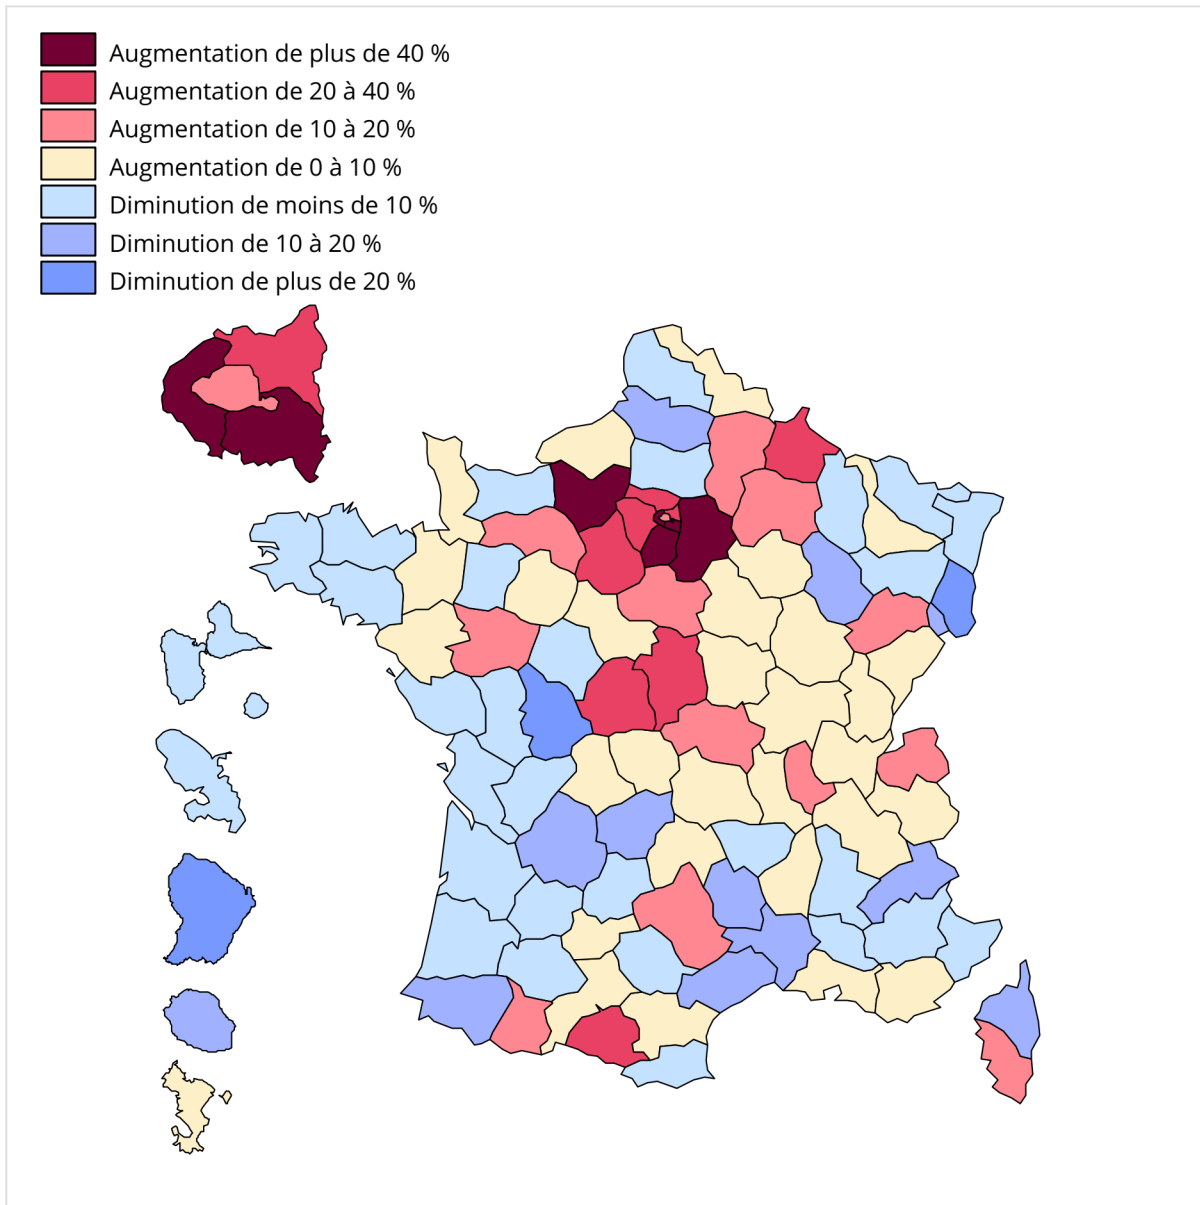 Augmentation de plus de 40 %
Augmentation de 20 à 40 %
Augmentation de 10 à 20 %
Augmentation de 0 à 10 %
Diminution de moins de 10 %
Diminution de 10 à 20 %
Diminution de plus de 20 %